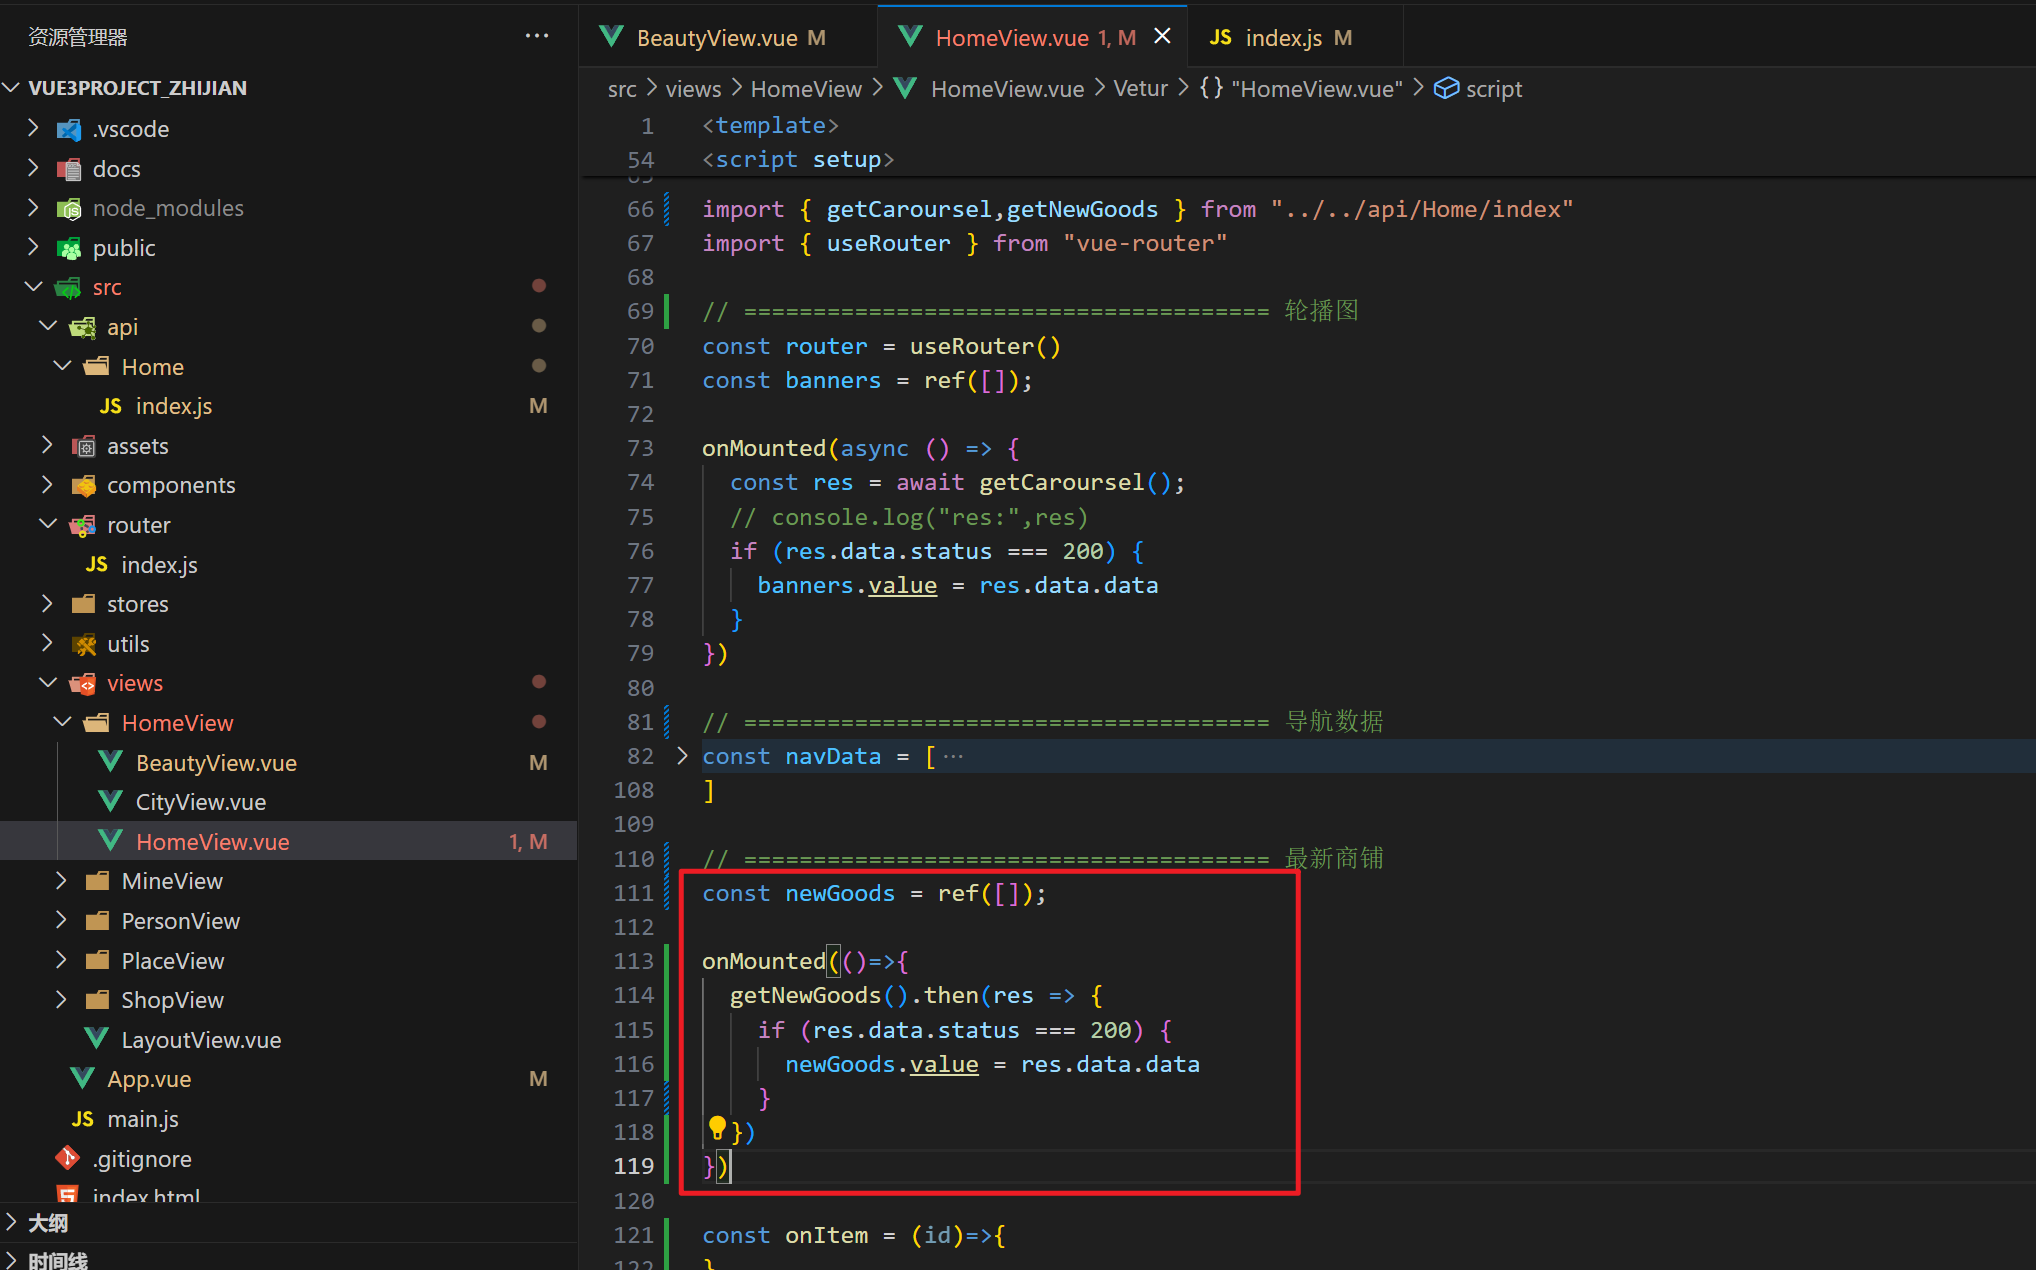 资源管理器
VUE3PROJECT_ZHIJIAN
.vscode
docs
node_modules
public
src
api
Home
JS index.js M
assets
components
router
JS index.js
stores
utils
views
HomeView
BeautyView.vue M
CityView.vue
HomeView.vue 1, M
MineView
PersonView
PlaceView
ShopView
LayoutView.vue
App.vue M
JS main.js
.gitignore
index.html
大纲
时间线
BeautyView.vue M
HomeView.vue 1, M
JS index.js M
src > views > HomeView > HomeView.vue > Vetur > {} "HomeView.vue" > script
1 <template>
54 <script setup>
66 import { getCaroursel,getNewGoods } from "../../api/Home/index"
67 import { useRouter } from "vue-router"
68
69 // ====================================== 轮播图
70 const router = useRouter()
71 const banners = ref([]);
72
73 onMounted(async () => {
74 const res = await getCaroursel();
75 // console.log("res:",res)
76 if (res.data.status === 200) {
77 banners.value = res.data.data
78 }
79 })
80
81 // ====================================== 导航数据
82 const navData = [ ···
108 ]
109
110 // ====================================== 最新商铺
111 const newGoods = ref([]);
112
113 onMounted(()=>{
114 getNewGoods().then(res => {
115 if (res.data.status === 200) {
116 newGoods.value = res.data.data
117 }
118 })
119 })
120
121 const onItem = (id)=>{
122 }